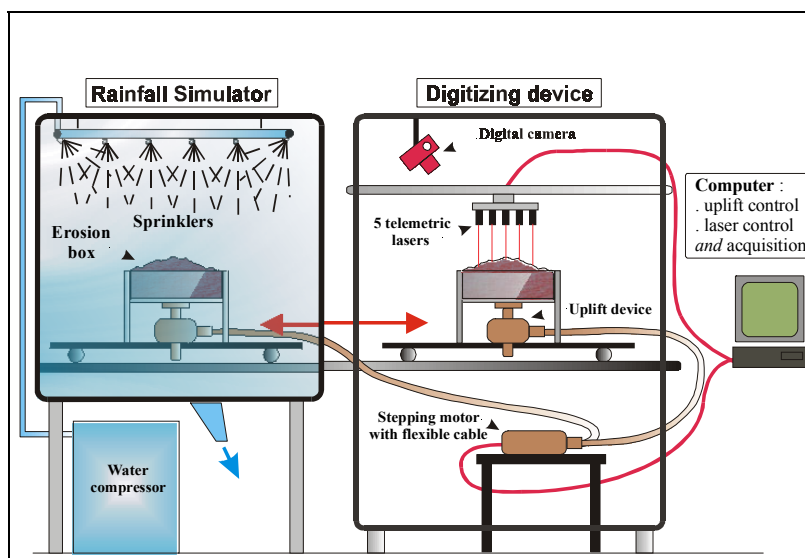 Rainfall Simulator
Digitizing device
Digital camera
Sprinklers
Erosion
box
5 telemetric
lasers
Computer :
. uplift control
. laser control
and acquisition
Uplift device
Stepping motor
with flexible cable
Water
compressor